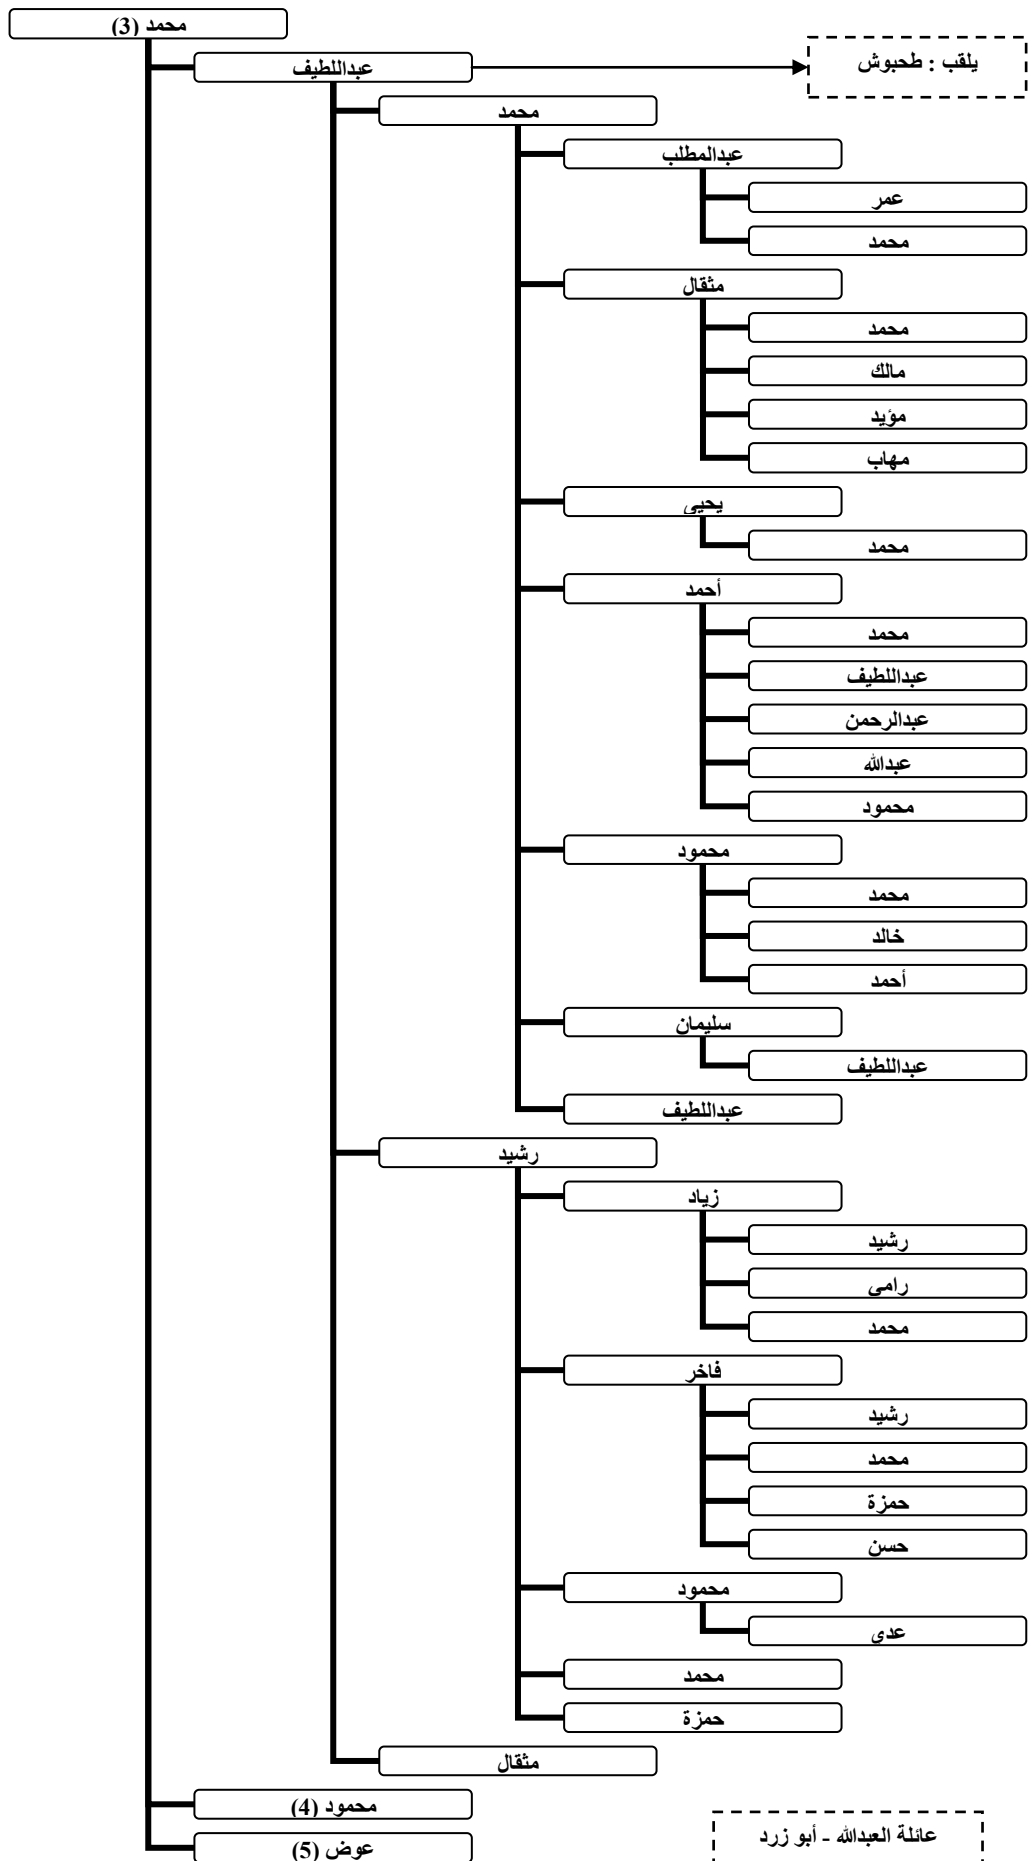 محمد (3)
عبداللطيف
يلقب : طحبوش
محمد
عبدالمطلب
عمر
محمد
مثقال
محمد
مالك
مؤيد
مهاب
يحيى
محمد
أحمد
محمد
عبداللطيف
عبدالرحمن
عبدالله
محمود
محمود
محمد
خالد
أحمد
سليمان
عبداللطيف
عبداللطيف
رشيد
زياد
رشيد
رامي
محمد
فاخر
رشيد
محمد
حمزة
حسن
محمود
عدي
محمد
حمزة
مثقال
محمود (4)
عوض (5)
عائلة العبدالله - أبو زرد